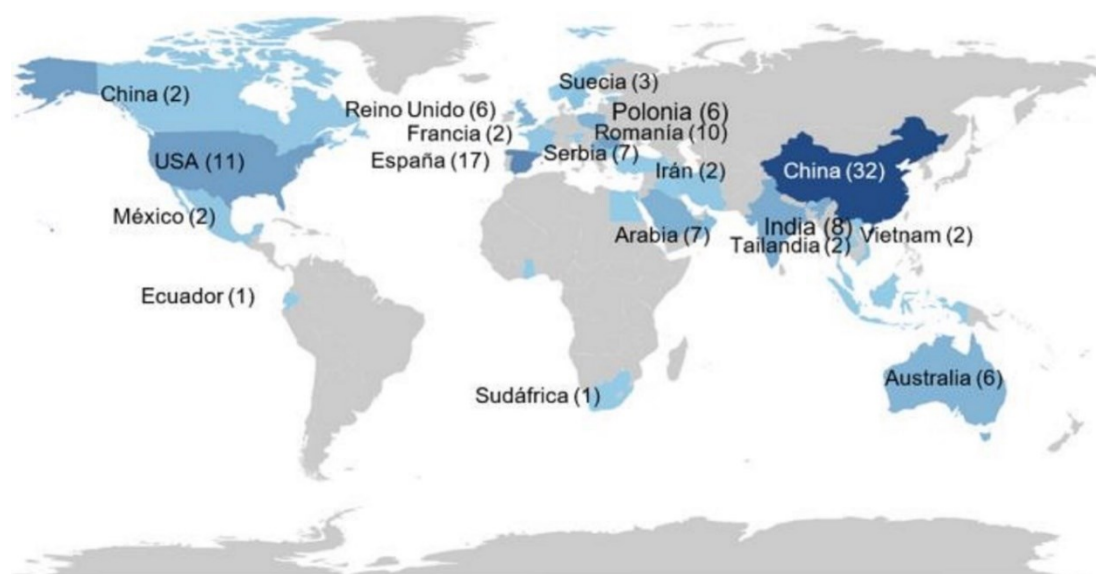 Suecia (3)
China (2)
Reino Unido (6)
Polonia (6)
Francia (2)
Romanía (10)
USA (11)
España (17)
Serbia (7)
Irán (2)
China (32)
México (2)
Arabia (7)
India (8)
Vietnam (2)
Tailandia (2)
Ecuador (1)
Sudáfrica (1)
Australia (6)